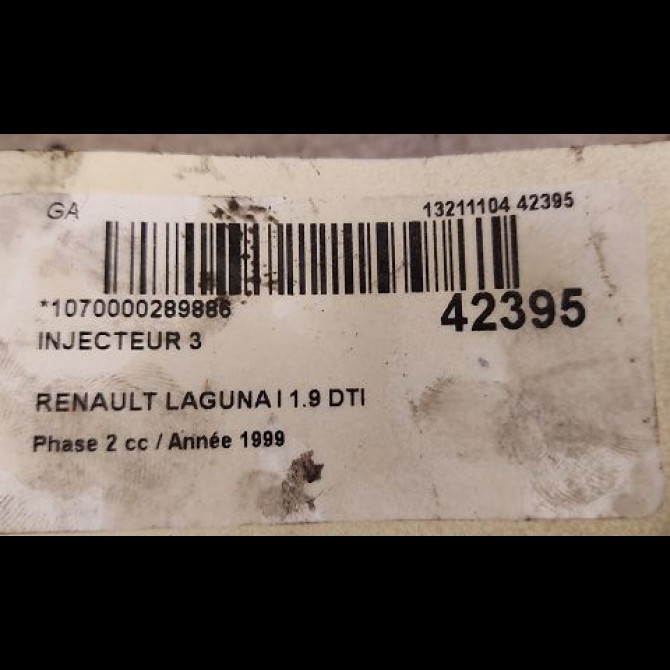 GA 13211104 42395
*1070000289886 42395
INJECTEUR 3
RENAULT LAGUNA I 1.9 DTI
Phase 2 cc / Année 1999